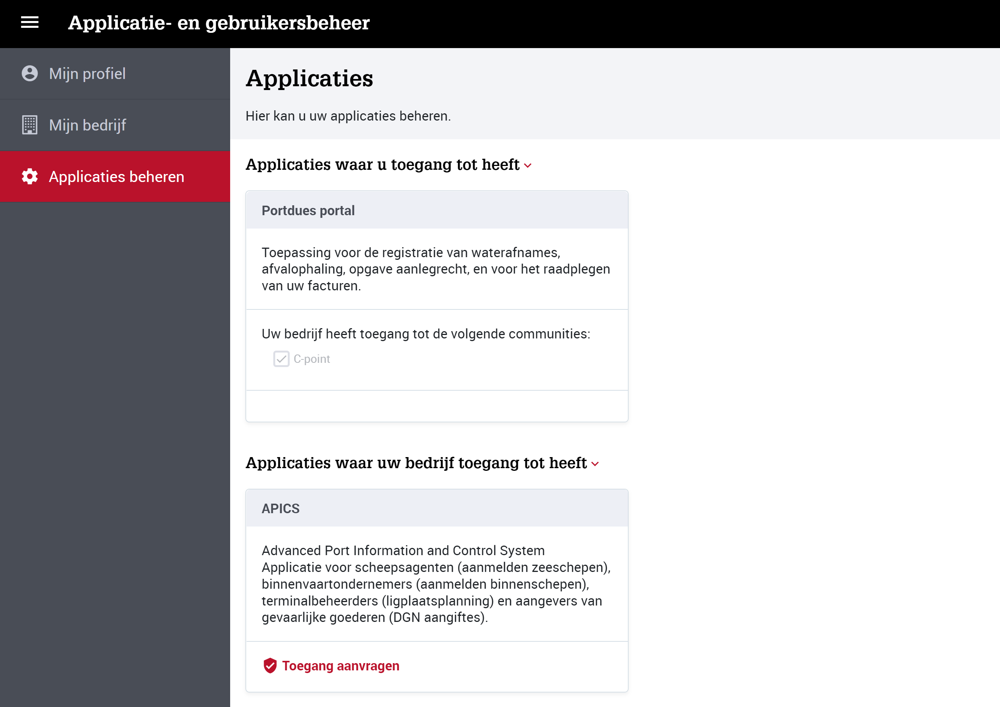 Applicatie- en gebruikersbeheer
Mijn profiel
Mijn bedrijf
Applicaties beheren
Applicaties
Hier kan u uw applicaties beheren.
Applicaties waar u toegang tot heeft
Portdues portal
Toepassing voor de registratie van waterafnames,
afvalophaling, opgave aanlegrecht, en voor het raadplegen
van uw facturen.
Uw bedrijf heeft toegang tot de volgende communities:
C-point
Applicaties waar uw bedrijf toegang tot heeft
APICS
Advanced Port Information and Control System
Applicatie voor scheepsagenten (aanmelden zeeschepen),
binnenvaartondernemers (aanmelden binnenschepen),
terminalbeheerders (ligplaatsplanning) en aangevers van
gevaarlijke goederen (DGN aangiftes).
Toegang aanvragen